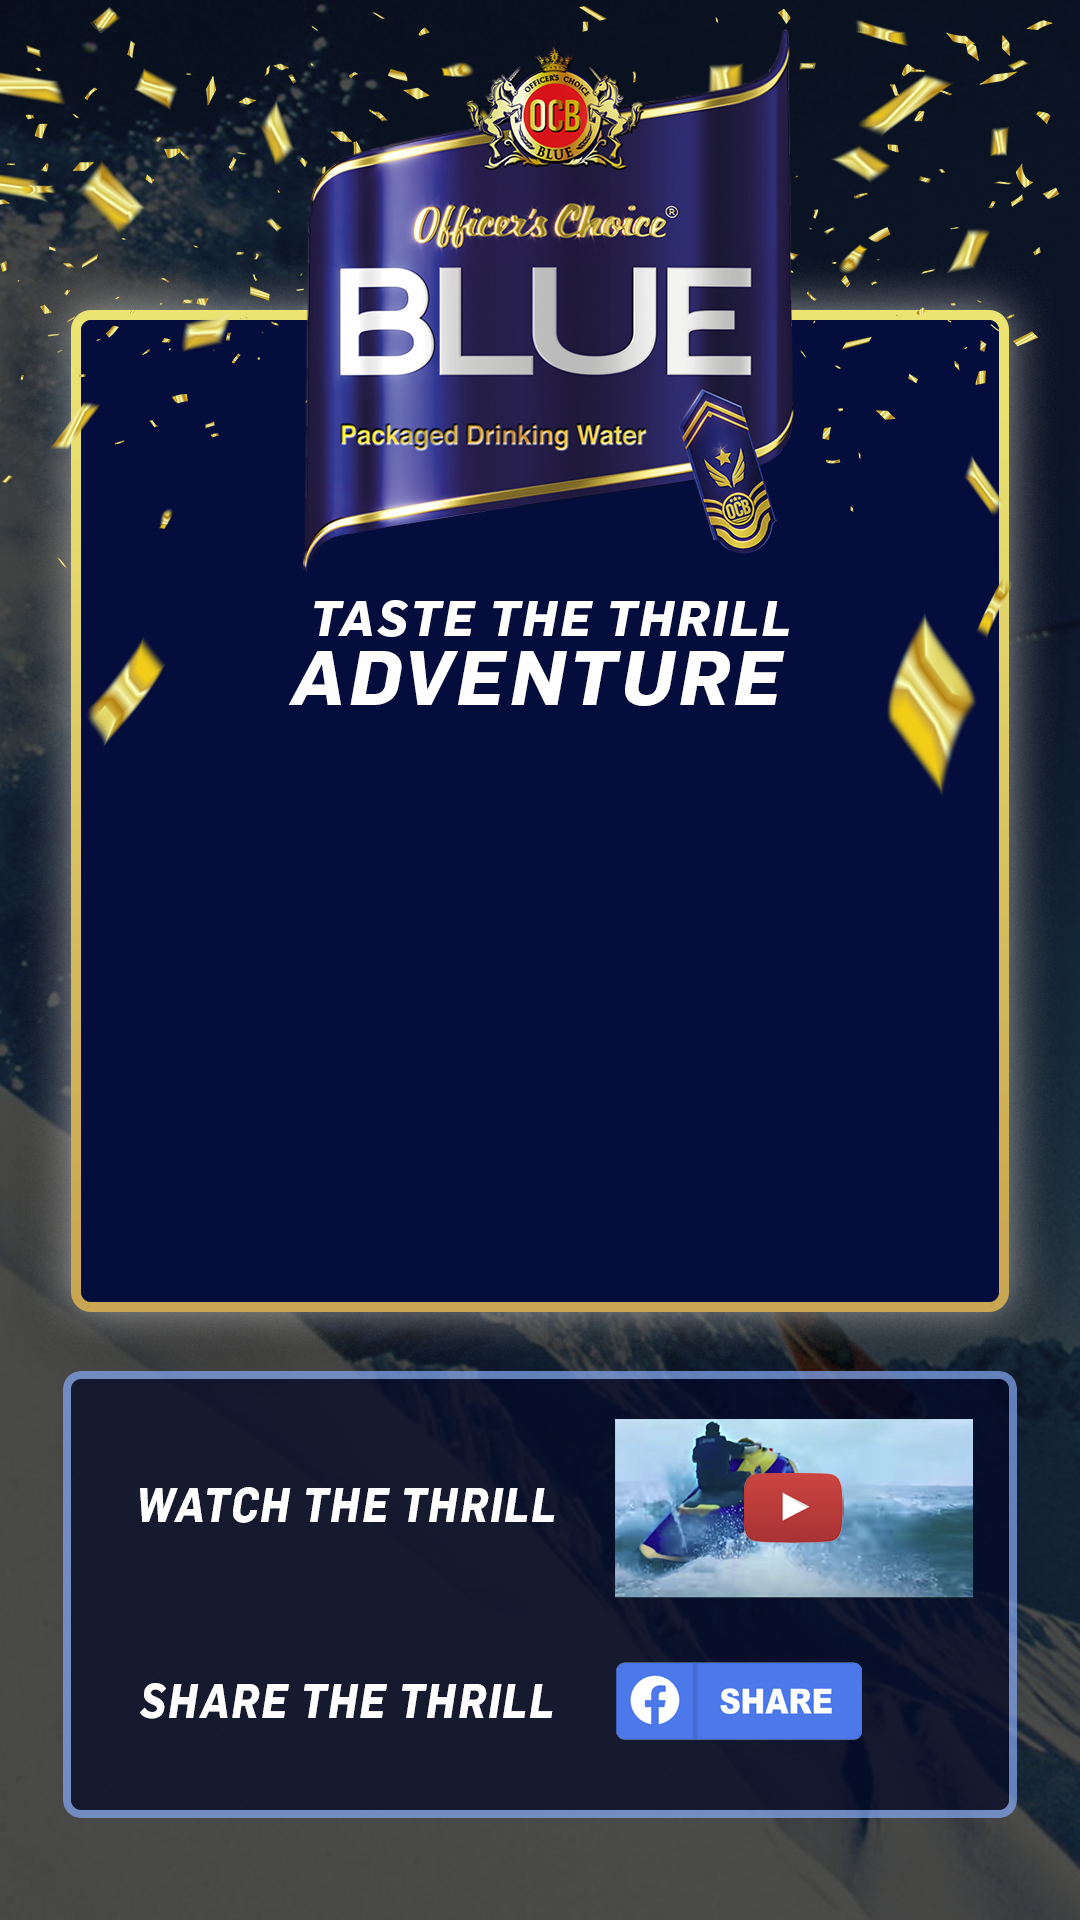 OFFICER'S CHOICE
OCB
BLUE
Officer's Choice®
BLUE
Packaged Drinking Water
OCB
TASTE THE THRILL
ADVENTURE
WATCH THE THRILL
SHARE THE THRILL
SHARE